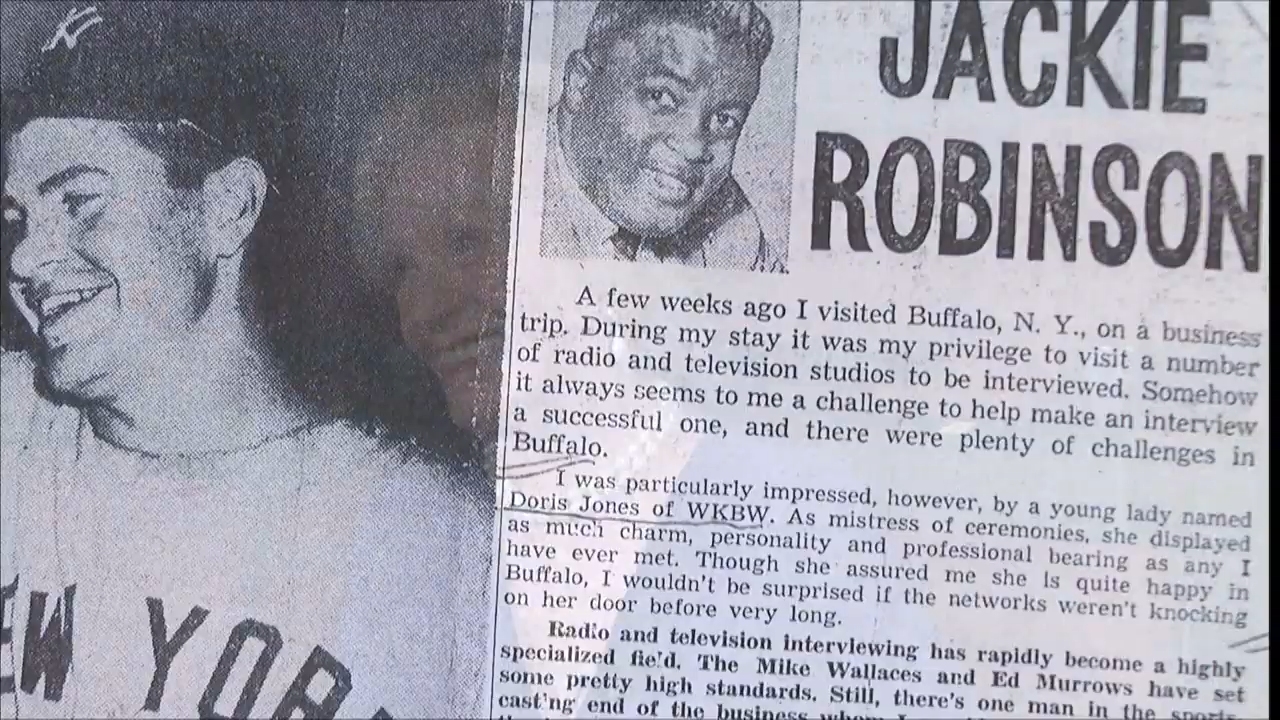 JACKIE
ROBINSON
A few weeks ago I visited Buffalo, N. Y., on a business
trip. During my stay it was my privilege to visit a number
of radio and television studios to be interviewed. Somehow
it always seems to me a challenge to help make an interview
a successful one, and there were plenty of challenges in
Buffalo.
I was particularly impressed, however, by a young lady named
Doris Jones of WKBW. As mistress of ceremonies, she displayed
as much charm, personality and professional bearing as any I
have ever met. Though she assured me she is quite happy in
Buffalo, I wouldn't be surprised if the networks weren't knocking
on her door before very long.
Radio and television interviewing has rapidly become a highly
specialized field. The Mike Wallaces and Ed Murrows have set
some pretty high standards. Still, there's one man in the
casting end of the business whom I
EW YOR